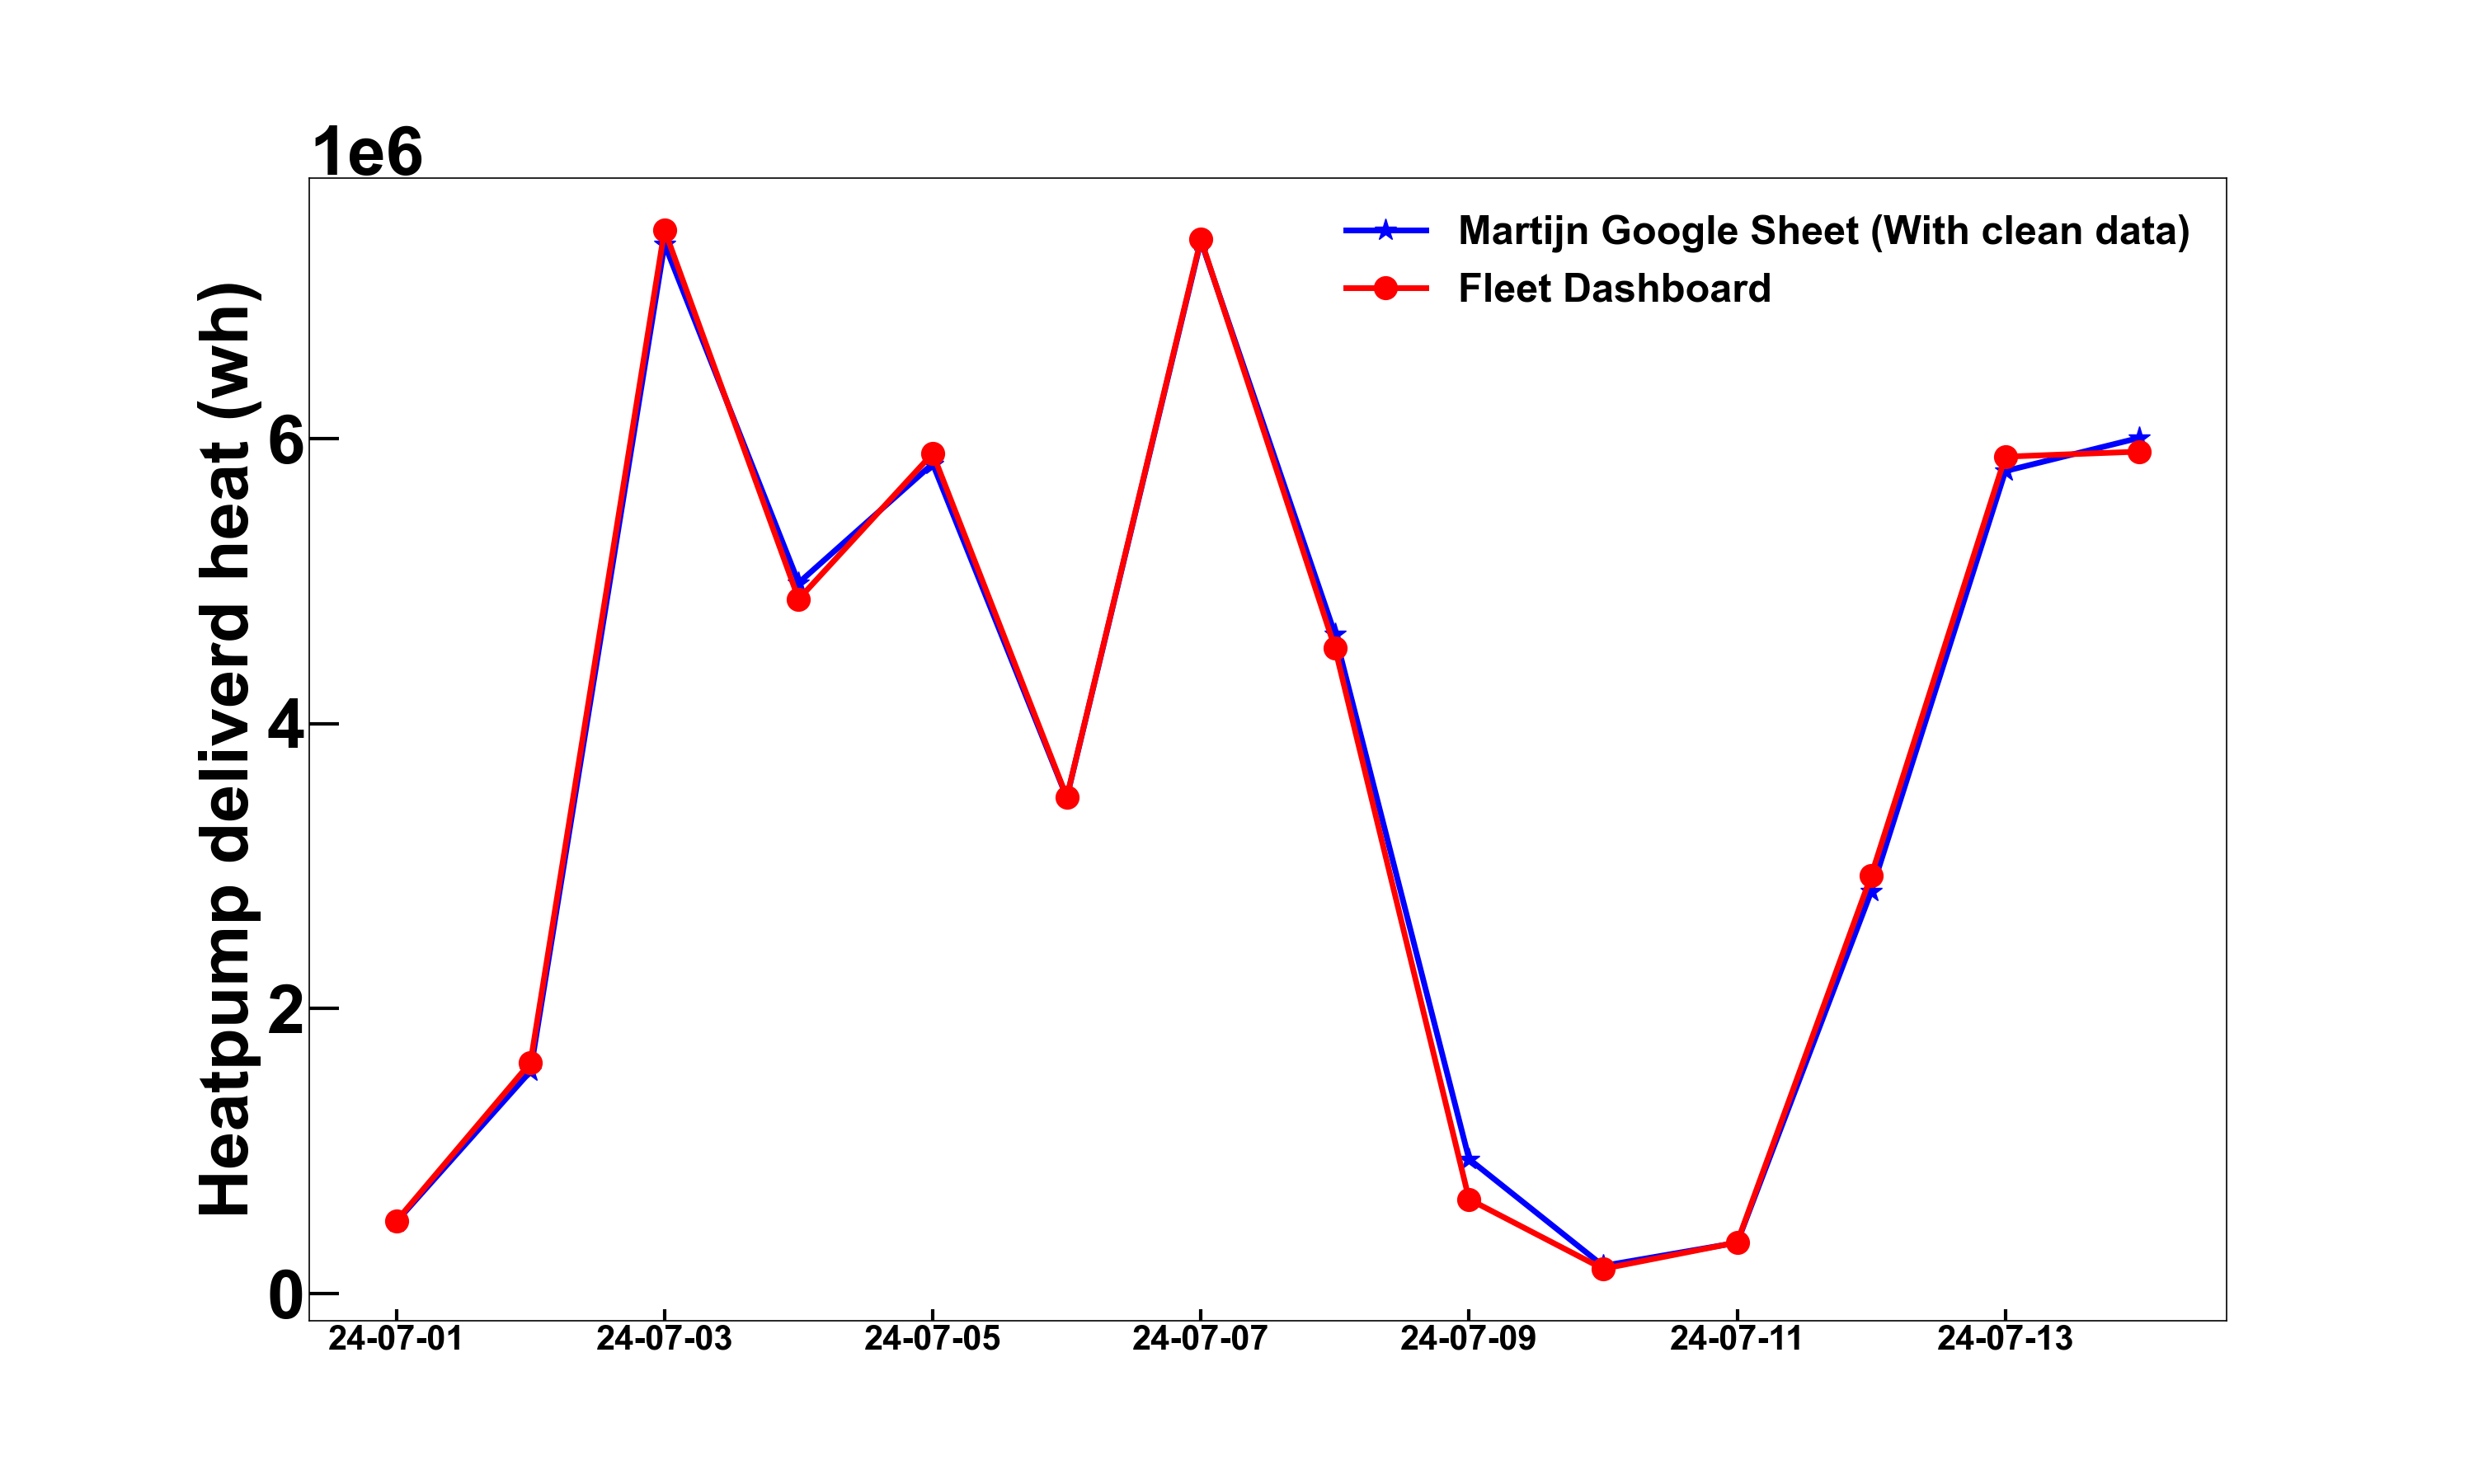 1e6
Martijn Google Sheet (With clean data)
Fleet Dashboard
Heatpump deliverd heat (wh)
6
4
2
0
24-07-01 24-07-03 24-07-05 24-07-07 24-07-09 24-07-11 24-07-13